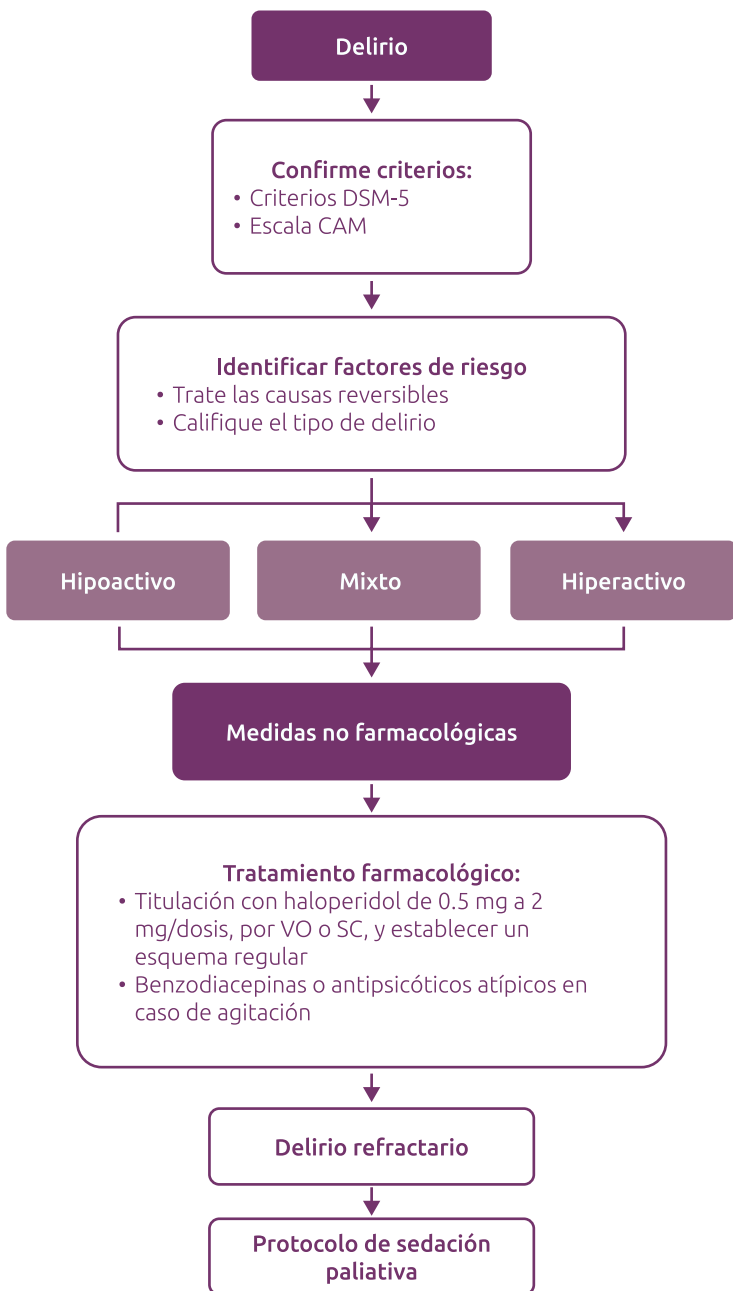 Delirio
Confirme criterios:
• Criterios DSM-5
• Escala CAM
Identificar factores de riesgo
• Trate las causas reversibles
• Califique el tipo de delirio
Hipoactivo
Mixto
Hiperactivo
Medidas no farmacológicas
Tratamiento farmacológico:
• Titulación con haloperidol de 0.5 mg a 2
mg/dosis, por VO o SC, y establecer un
esquema regular
• Benzodiacepinas o antipsicóticos atípicos en
caso de agitación
Delirio refractario
Protocolo de sedación
paliativa